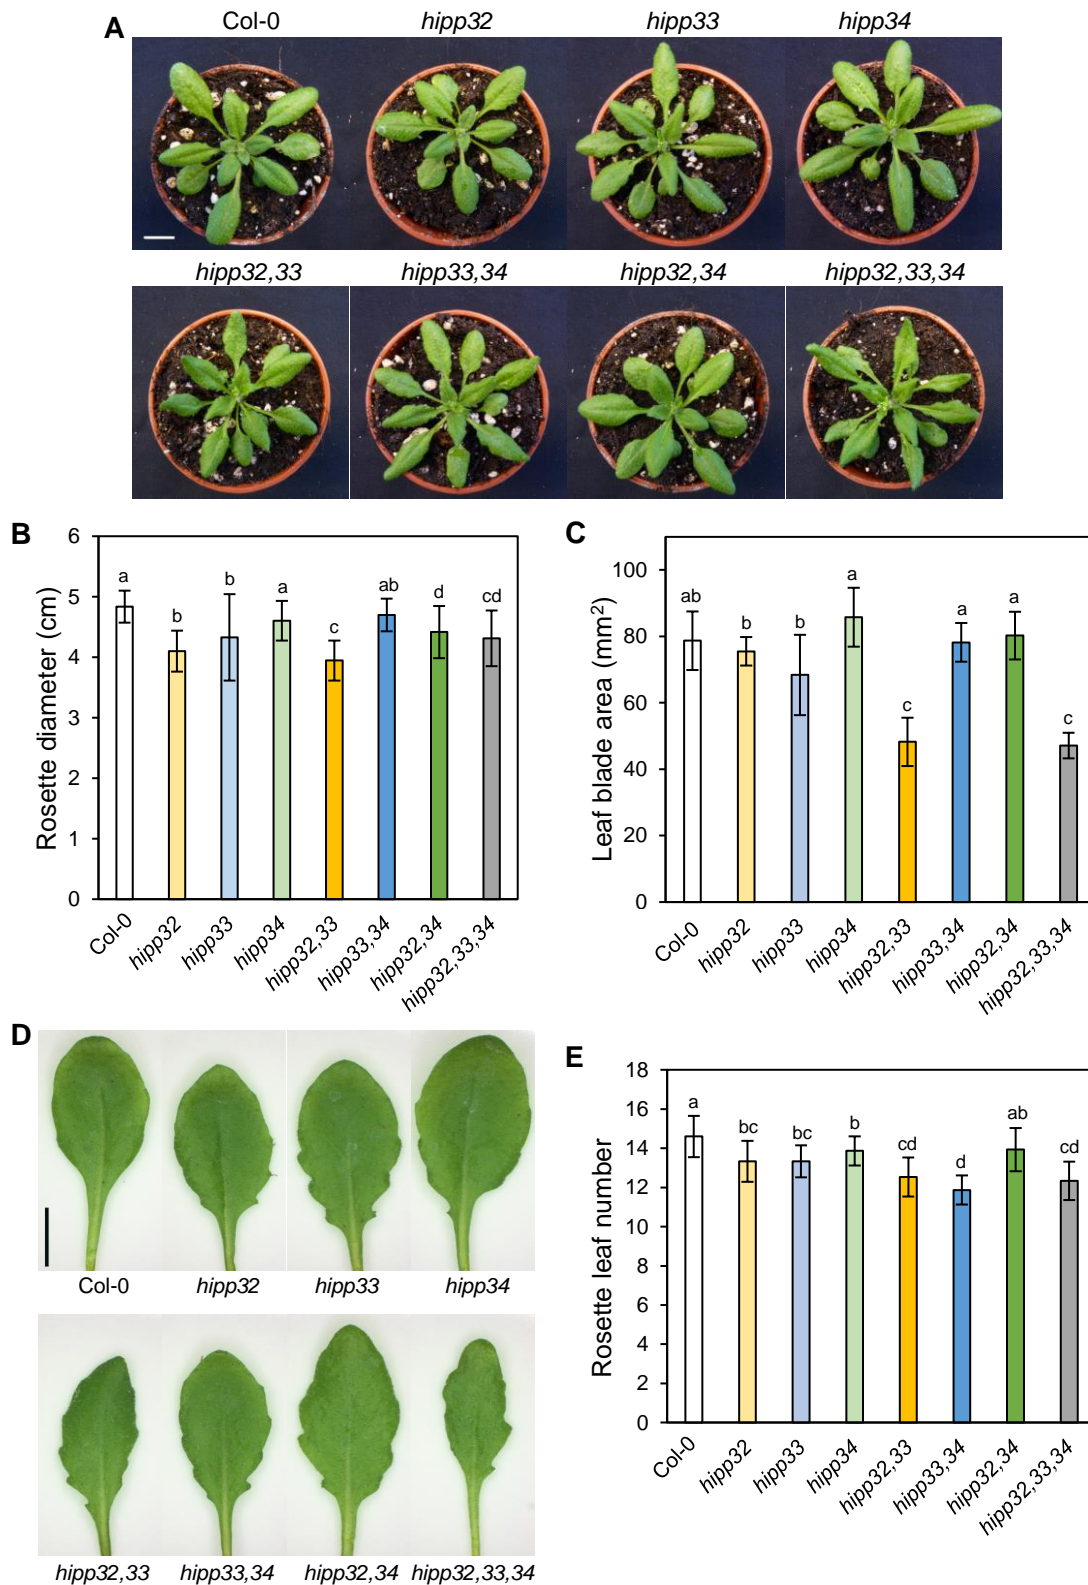 A
Col-0 hipp32 hipp33 hipp34
hipp32,33 hipp33,34 hipp32,34 hipp32,33,34
B
Rosette diameter (cm)
6
5
4
3
2
1
0
a b b a c ab d cd
Col-0 hipp32 hipp33 hipp34 hipp32,33 hipp33,34 hipp32,34 hipp32,33,34
C
Leaf blade area (mm²)
100
80
60
40
20
0
ab b b a c a a c
Col-0 hipp32 hipp33 hipp34 hipp32,33 hipp33,34 hipp32,34 hipp32,33,34
D
Col-0 hipp32 hipp33 hipp34
hipp32,33 hipp33,34 hipp32,34 hipp32,33,34
E
Rosette leaf number
18
16
14
12
10
8
6
4
2
0
a bc bc b cd d ab cd
Col-0 hipp32 hipp33 hipp34 hipp32,33 hipp33,34 hipp32,34 hipp32,33,34